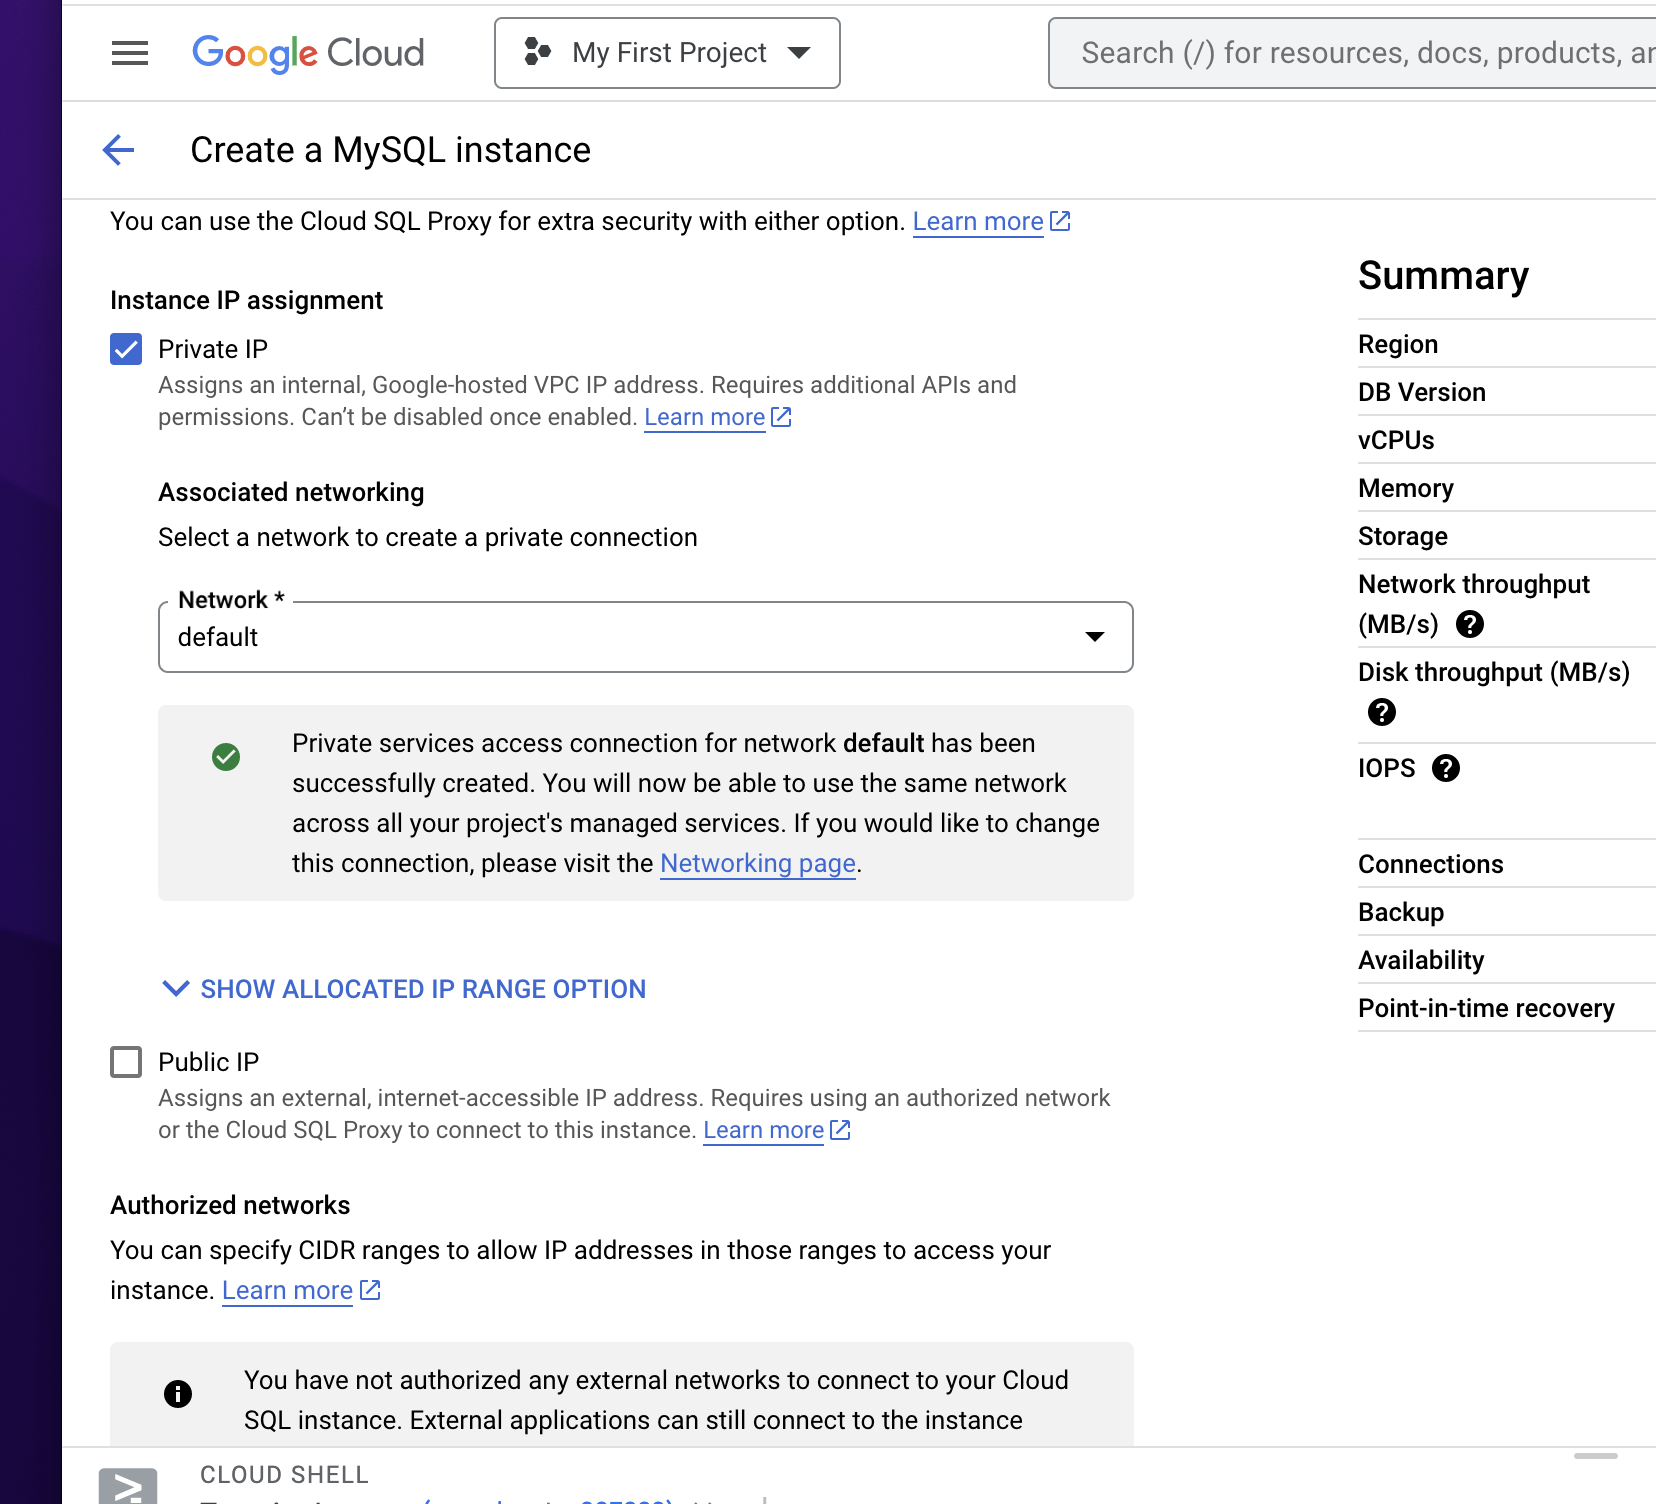 Google Cloud
My First Project
Search (/) for resources, docs, products,
Create a MySQL instance
You can use the Cloud SQL Proxy for extra security with either option. Learn more
Instance IP assignment
Private IP
Assigns an internal, Google-hosted VPC IP address. Requires additional APIs and
permissions. Can’t be disabled once enabled. Learn more
Associated networking
Select a network to create a private connection
Network *
default
Private services access connection for network default has been
successfully created. You will now be able to use the same network
across all your project's managed services. If you would like to change
this connection, please visit the Networking page.
SHOW ALLOCATED IP RANGE OPTION
Public IP
Assigns an external, internet-accessible IP address. Requires using an authorized network
or the Cloud SQL Proxy to connect to this instance. Learn more
Authorized networks
You can specify CIDR ranges to allow IP addresses in those ranges to access your
instance. Learn more
You have not authorized any external networks to connect to your Cloud
SQL instance. External applications can still connect to the instance
CLOUD SHELL
Summary
Region
DB Version
vCPUs
Memory
Storage
Network throughput
(MB/s)
Disk throughput (MB/s)
IOPS
Connections
Backup
Availability
Point-in-time recovery